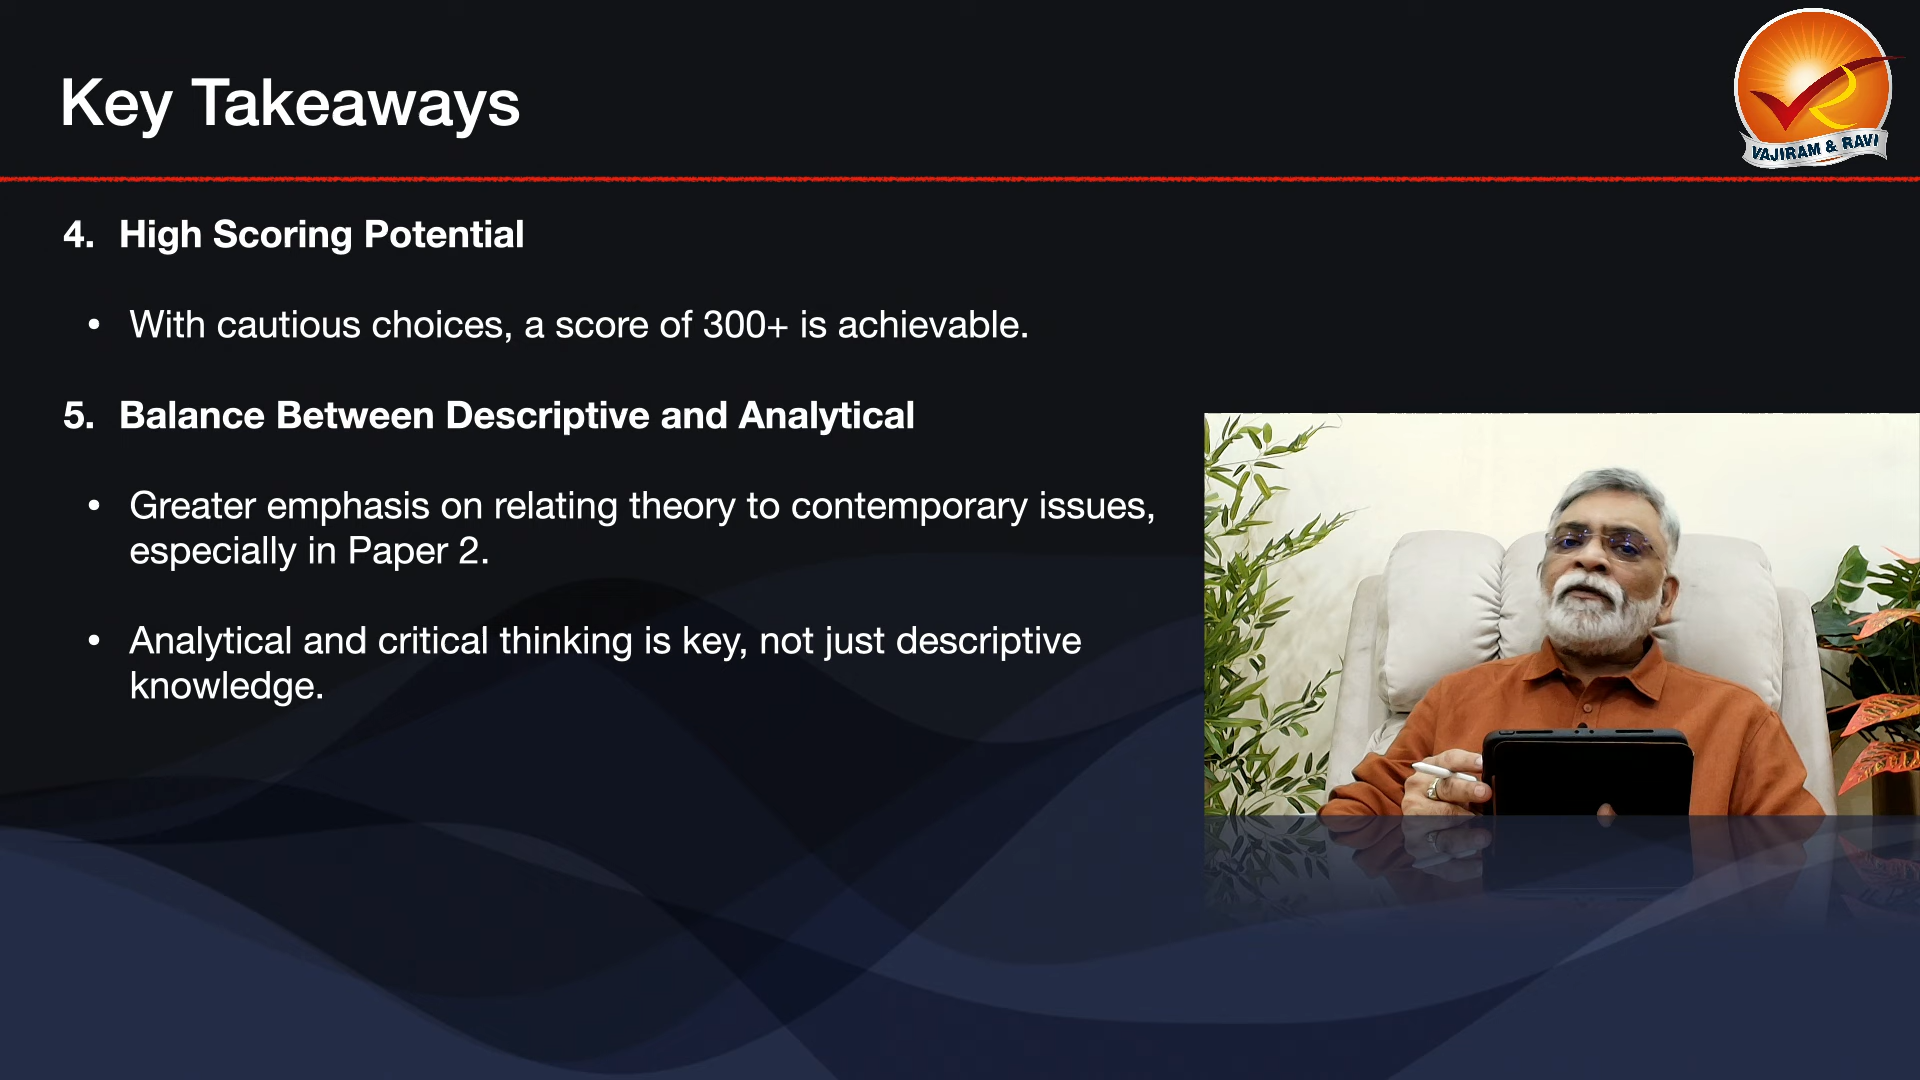 Key Takeaways
VAJIRAM & RAVI
4. High Scoring Potential
• With cautious choices, a score of 300+ is achievable.
5. Balance Between Descriptive and Analytical
• Greater emphasis on relating theory to contemporary issues,
especially in Paper 2.
• Analytical and critical thinking is key, not just descriptive
knowledge.